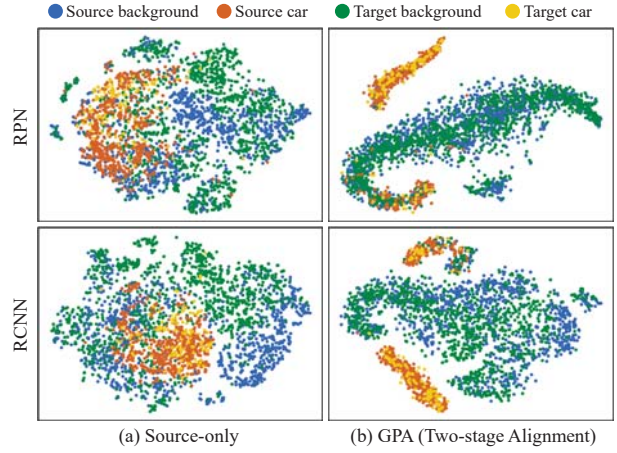 Source background Source car Target background Target car
RPN
RCNN
(a) Source-only (b) GPA (Two-stage Alignment)